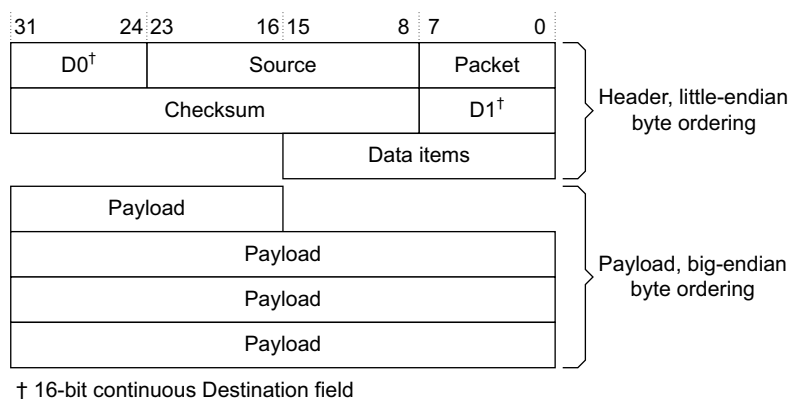 31 24 23 16 15 8 7 0
D0† Source Packet
Checksum D1†
Header, little-endian
byte ordering
Data items
Payload
Payload
Payload, big-endian
byte ordering
Payload
Payload
† 16-bit continuous Destination field